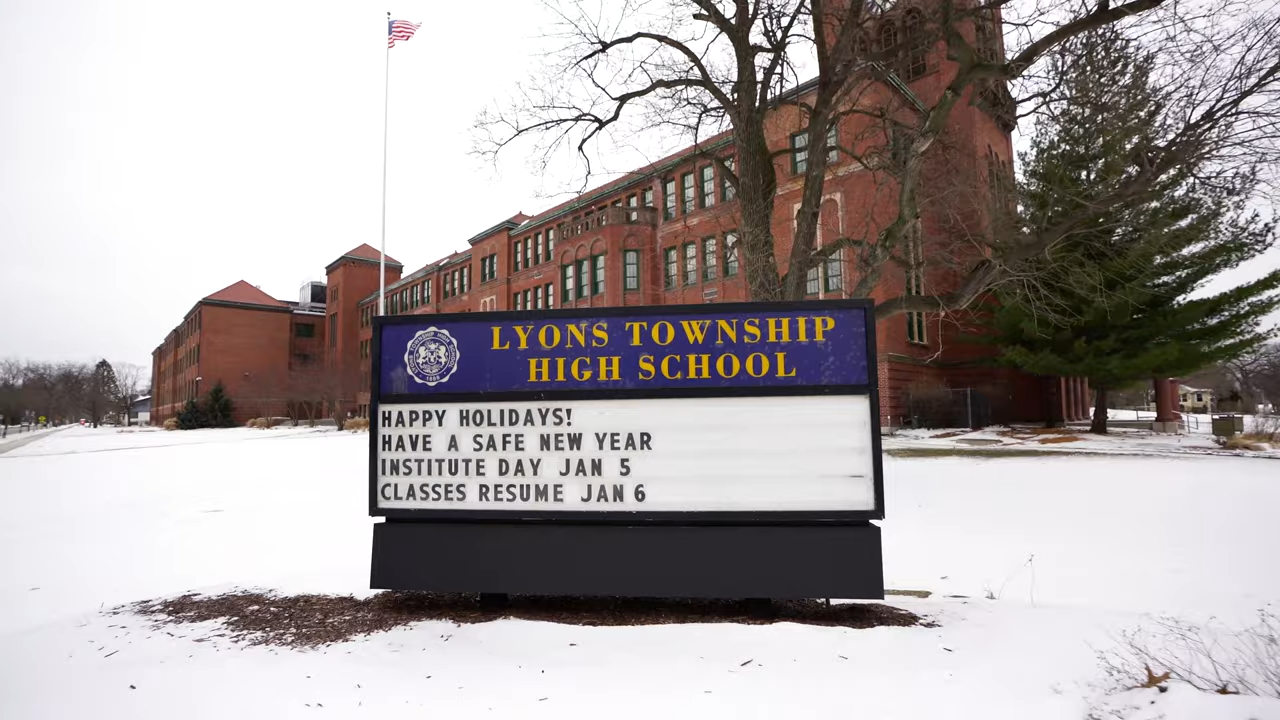 LYONS TOWNSHIP
HIGH SCHOOL
HAPPY HOLIDAYS!
HAVE A SAFE NEW YEAR
INSTITUTE DAY JAN 5
CLASSES RESUME JAN 6